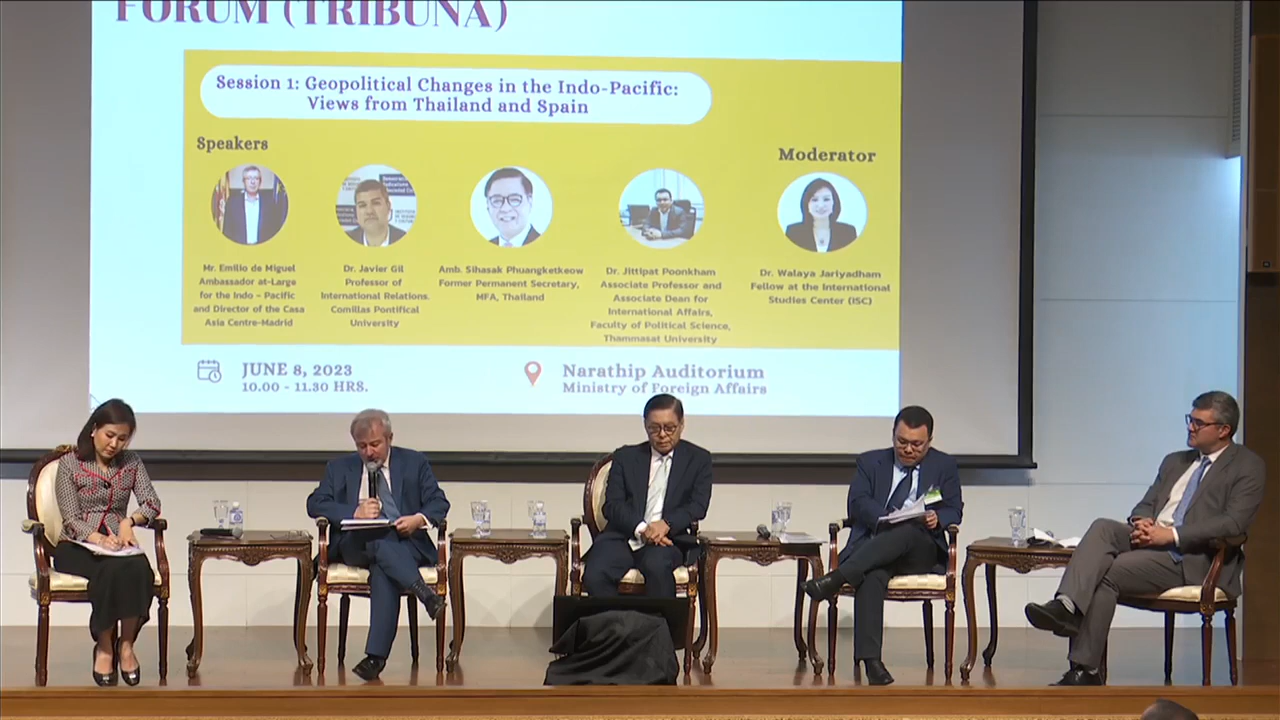 FORUM (TRIBUNA)
Session 1: Geopolitical Changes in the Indo-Pacific:
Views from Thailand and Spain
Speakers
Moderator
Mr. Emilio de Miguel
Ambassador at-Large
for the Indo – Pacific
and Director of the Casa
Asia Centre-Madrid
Dr. Javier Gil
Professor of
International Relations.
Comillas Pontifical
University
Amb. Sihasak Phuangketkeow
Former Permanent Secretary,
MFA, Thailand
Dr. Jittipat Poonkham
Associate Professor and
Associate Dean for
International Affairs,
Faculty of Political Science,
Thammasat University
Dr. Walaya Jariyadham
Fellow at the International
Studies Center (ISC)
JUNE 8, 2023
10.00 - 11.30 HRS.
Narathip Auditorium
Ministry of Foreign Affairs